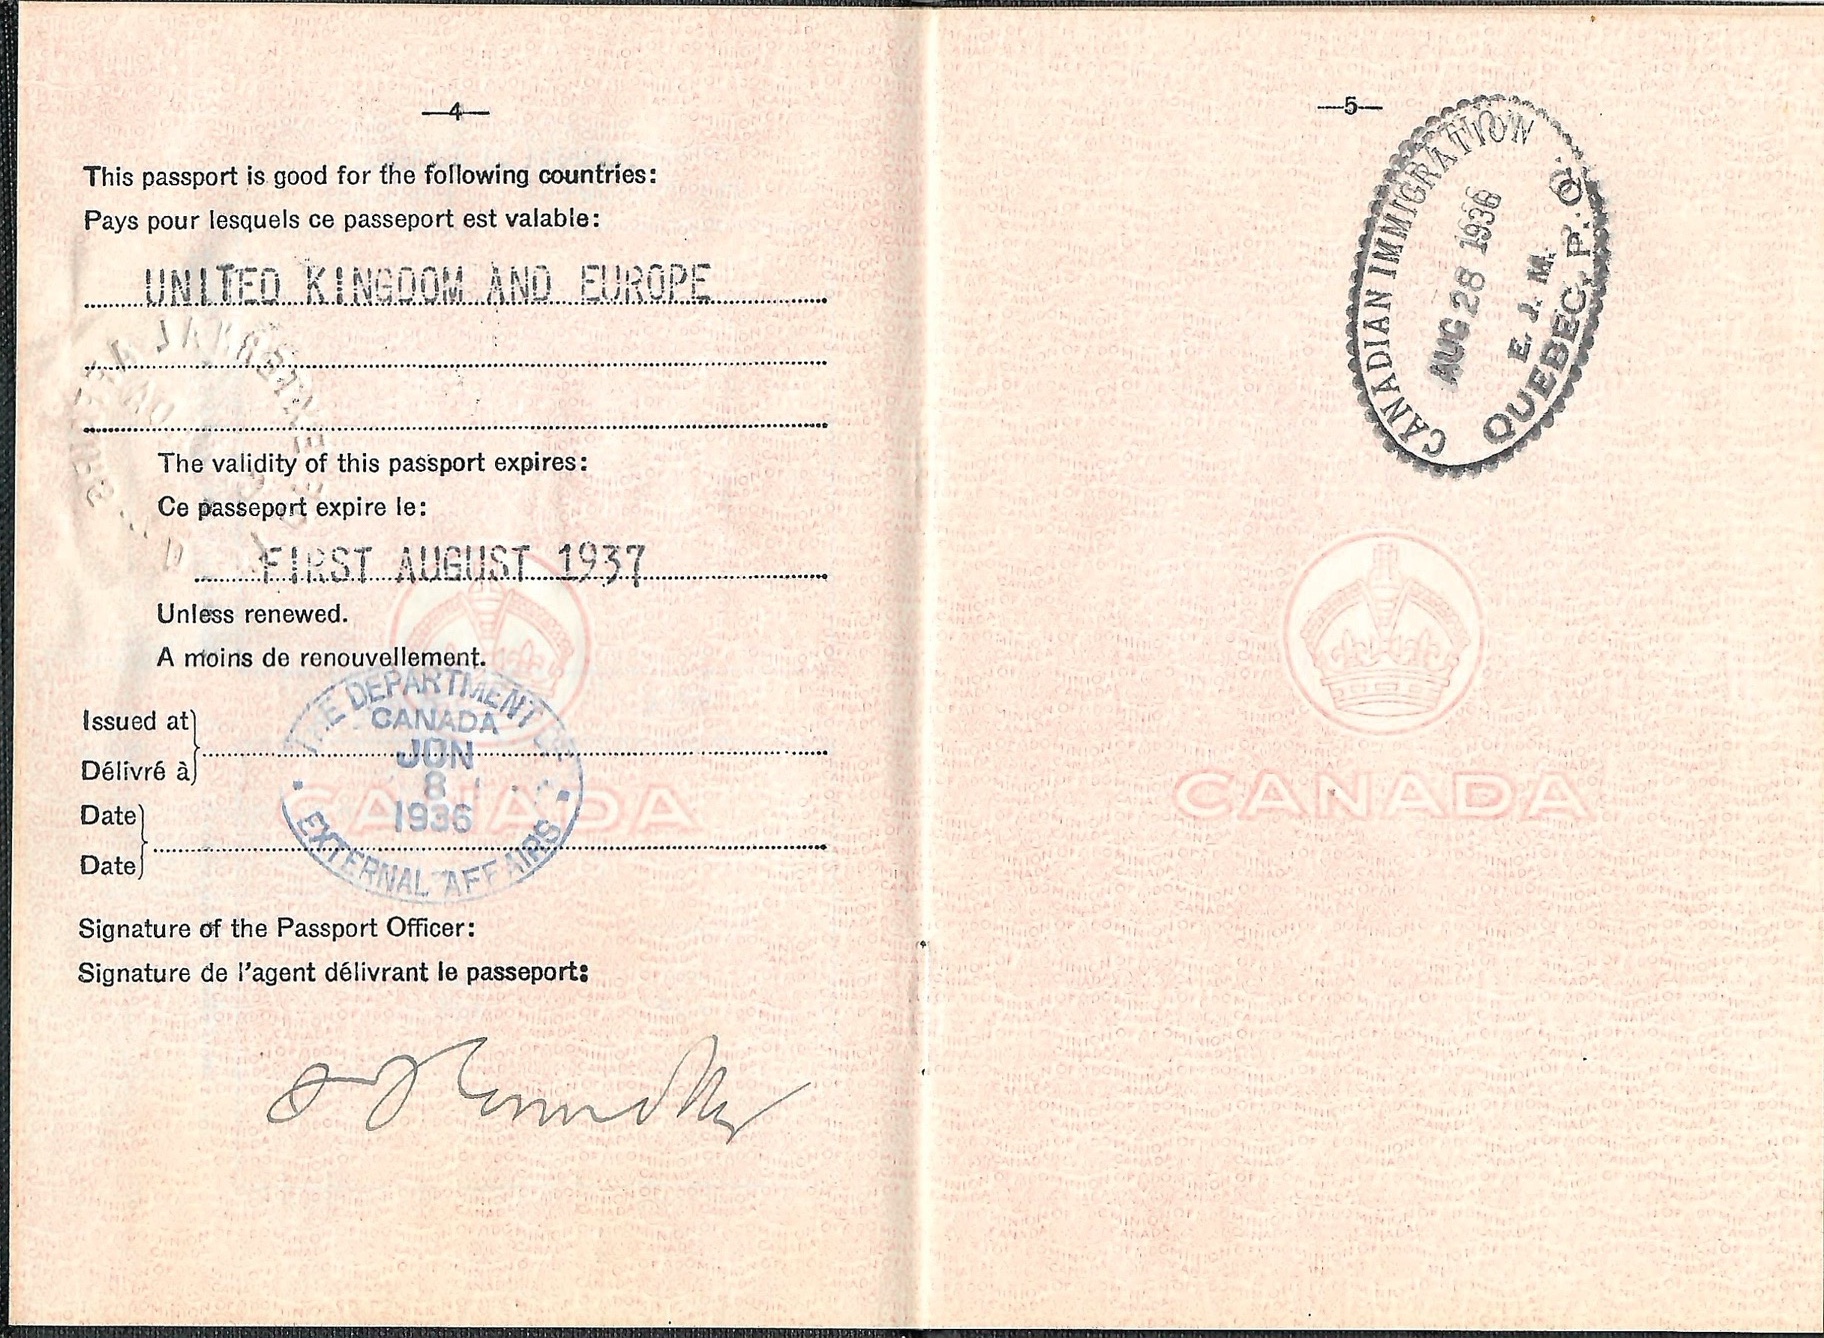 —4—
This passport is good for the following countries:
Pays pour lesquels ce passeport est valable:
UNITED KINGDOM AND EUROPE
The validity of this passport expires:
Ce passeport expire le:
FIRST AUGUST 1937
Unless renewed.
A moins de renouvellement.
Issued at
Délivré à
THE DEPARTMENT OF
CANADA
JUN
8
1936
EXTERNAL AFFAIRS
Date
Date
CANADA
Signature of the Passport Officer:
Signature de l'agent délivrant le passeport:
—5—
CANADIAN IMMIGRATION
AUG 28 1936
E. J. M.
QUEBEC, P.Q.
CANADA